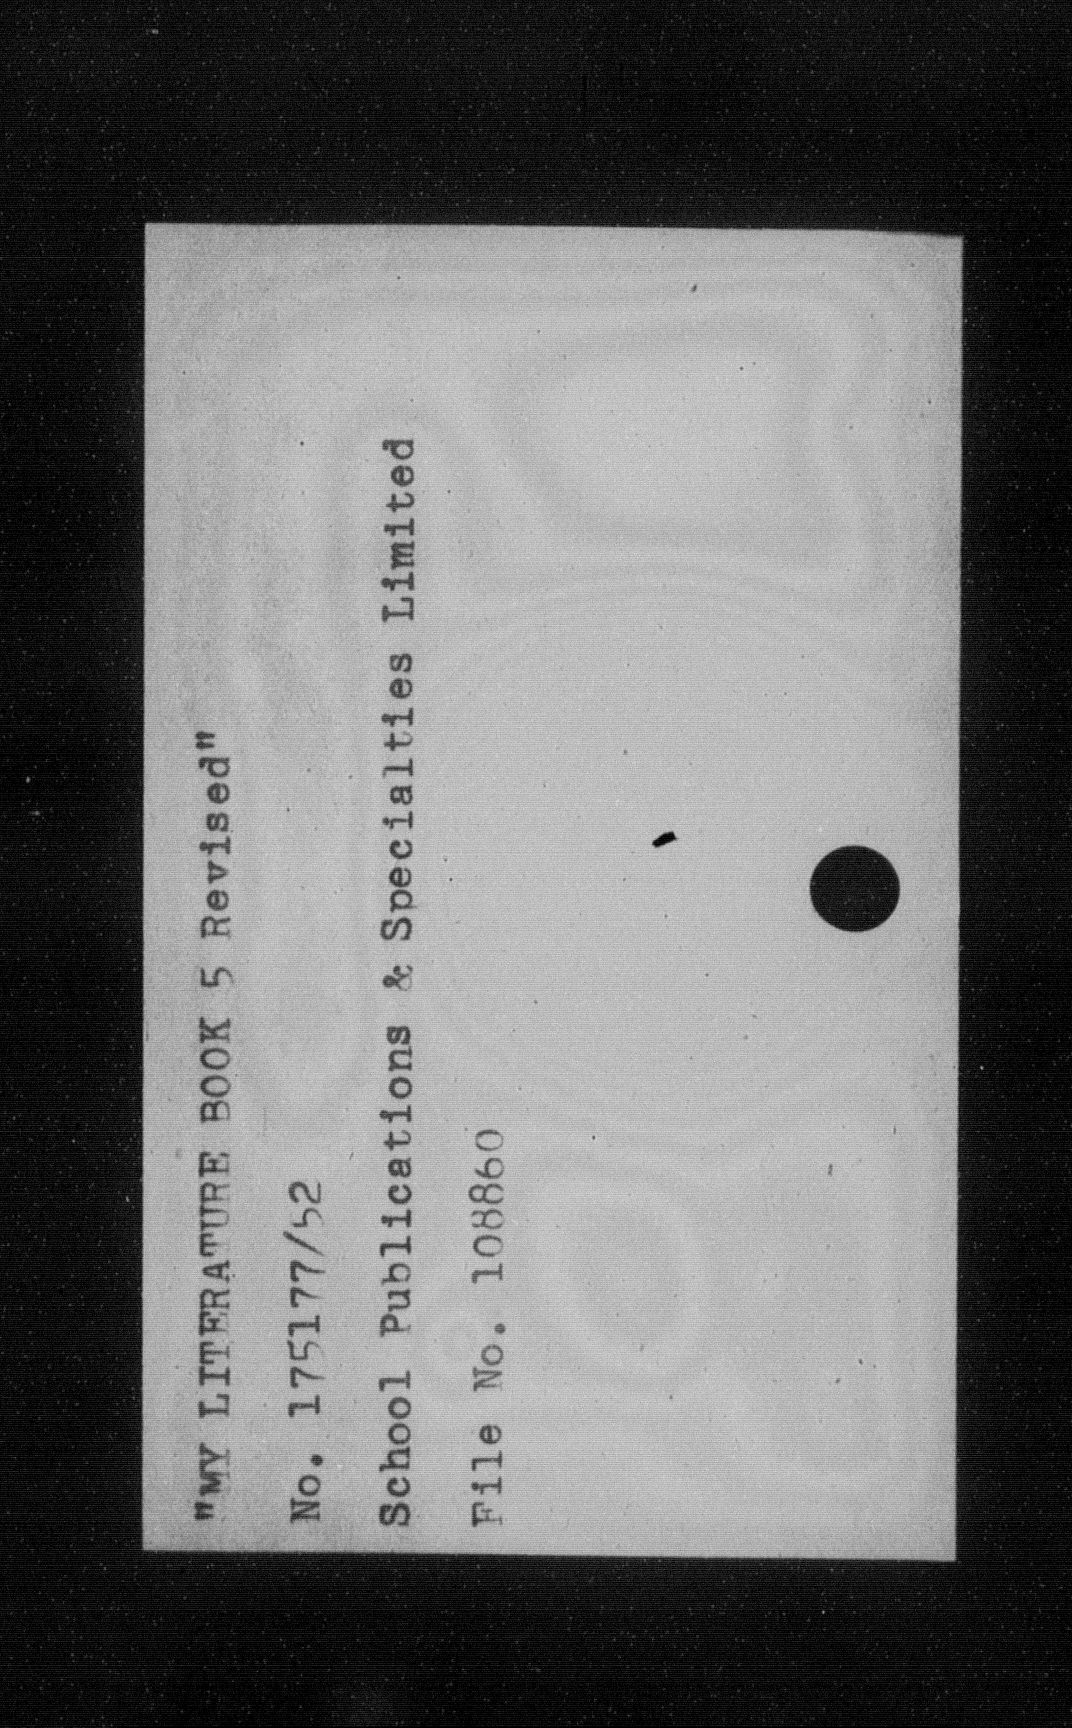 "MY LITERATURE BOOK 5 Revised"
No. 175177/52
School Publications & Specialties Limited
File No. 108860